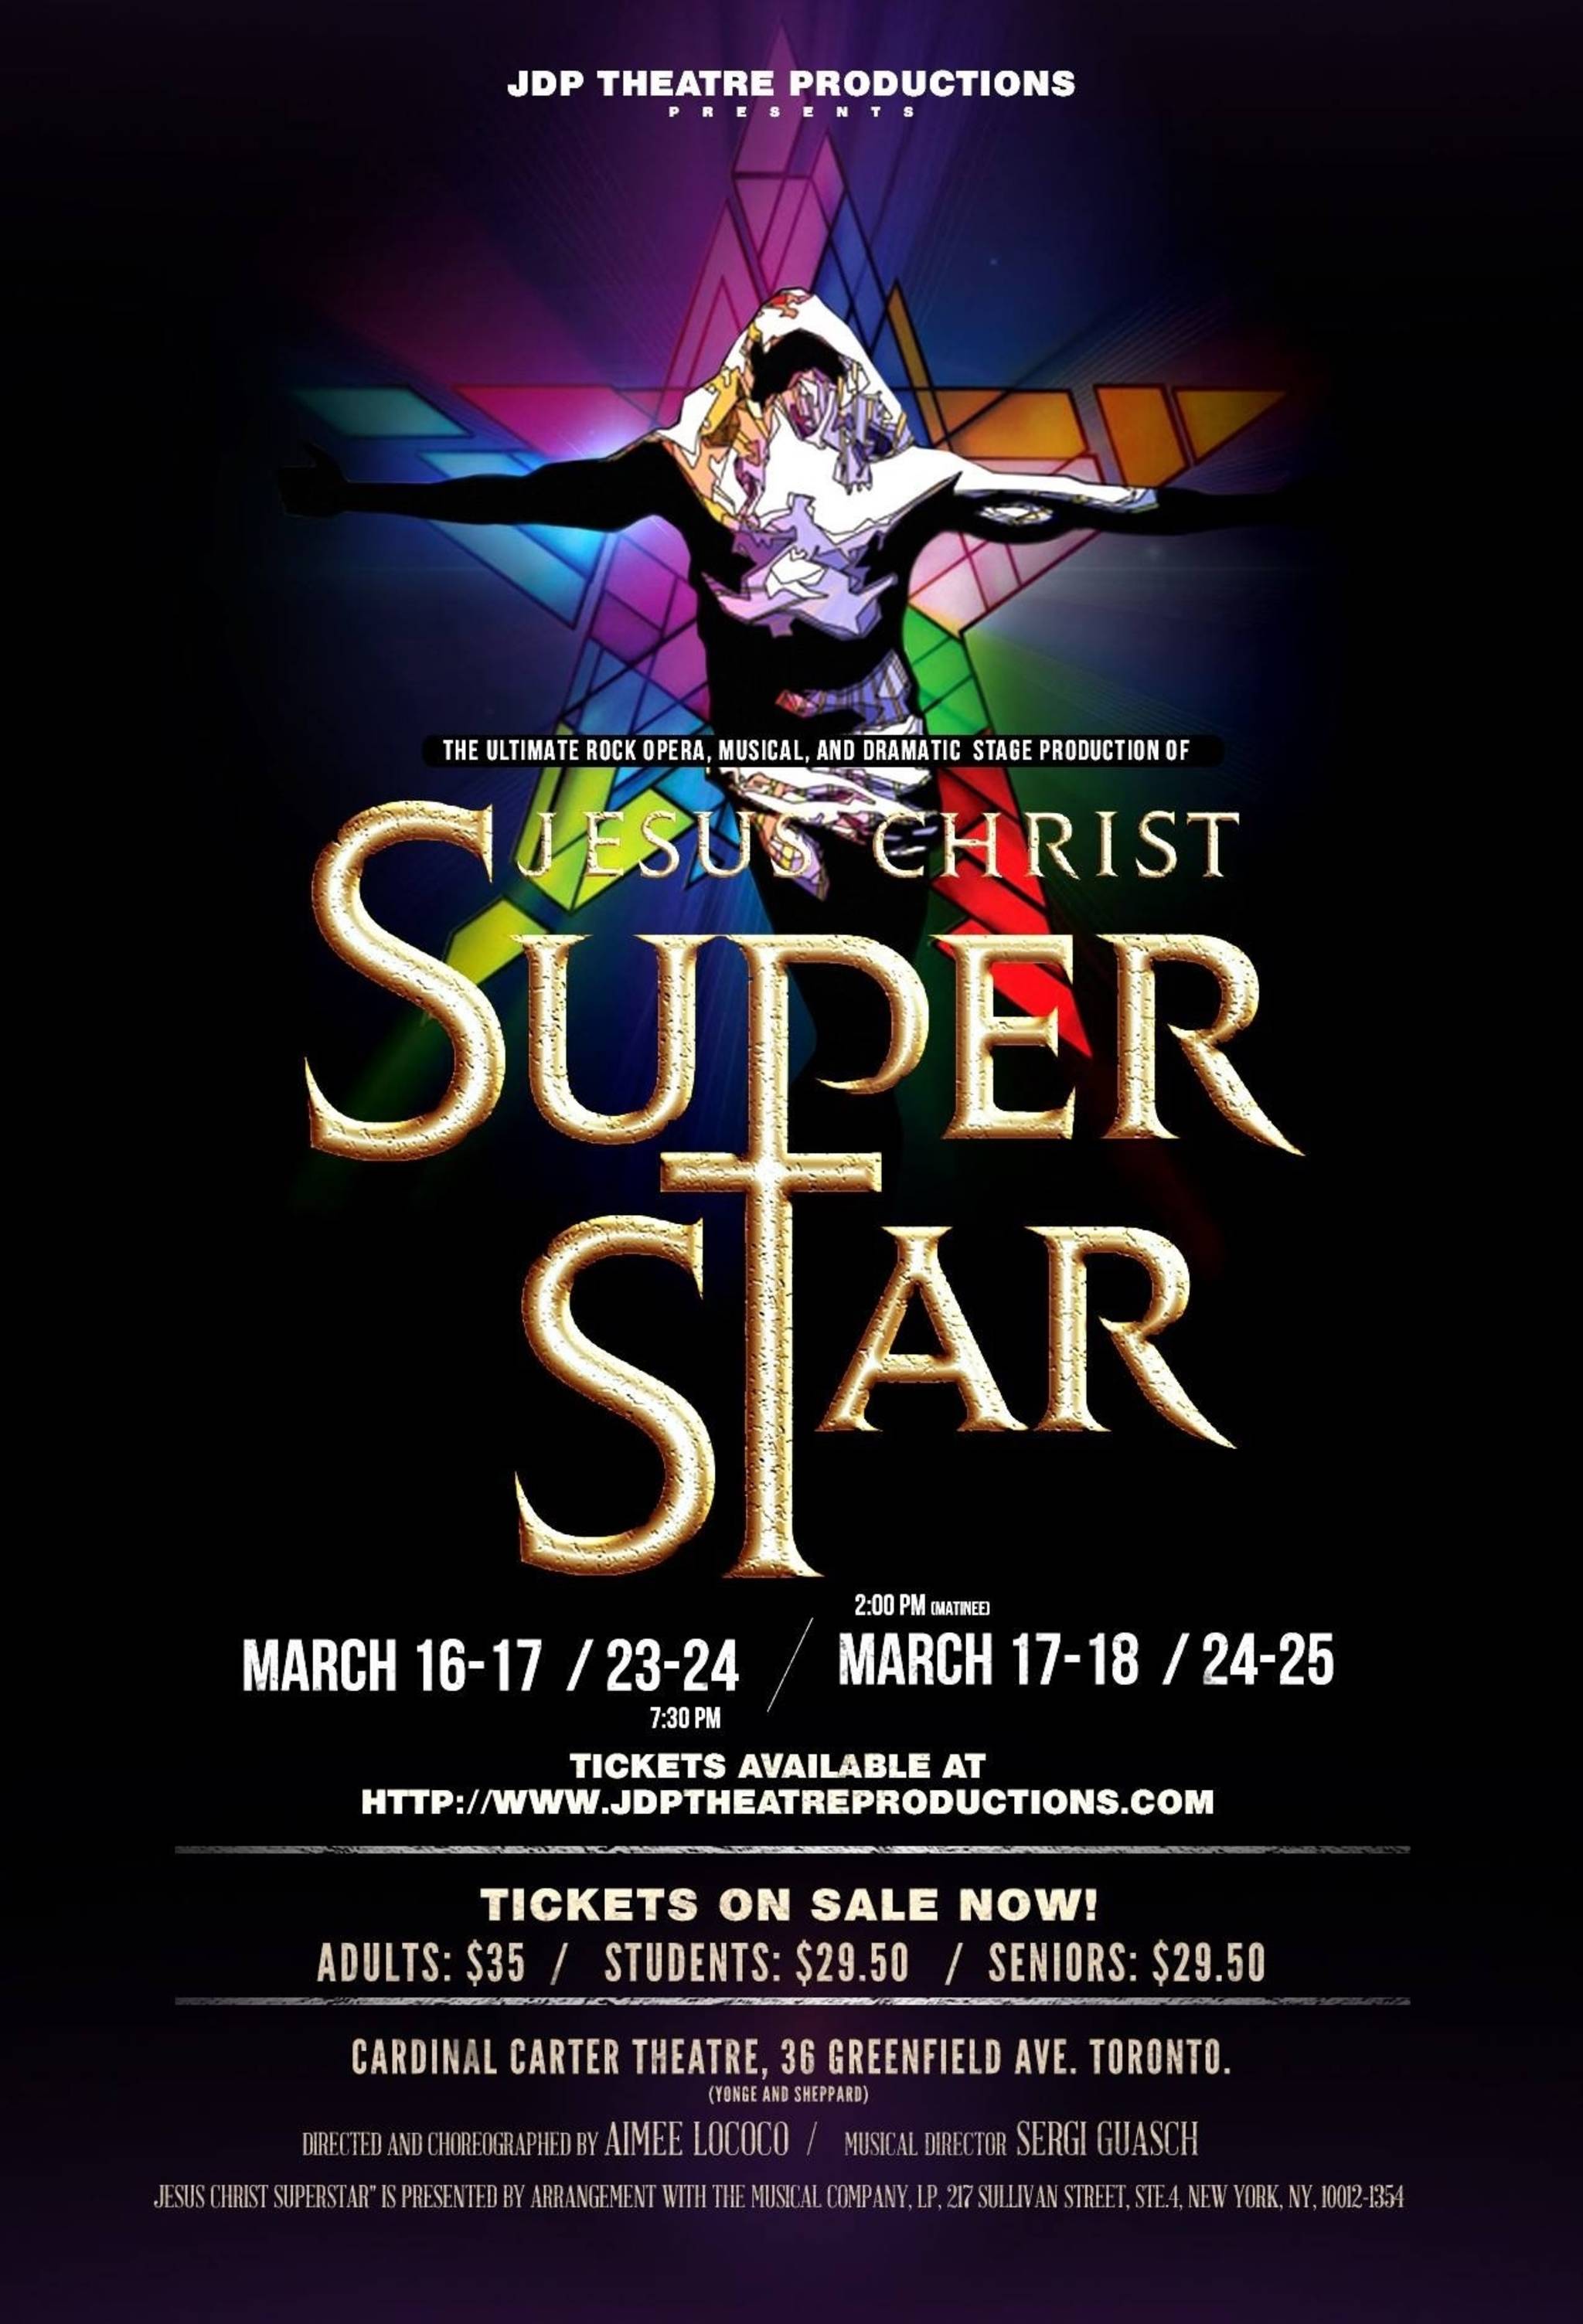 JDP THEATRE PRODUCTIONS
PRESENTS
THE ULTIMATE ROCK OPERA, MUSICAL, AND DRAMATIC STAGE PRODUCTION OF
JESUS CHRIST
SUPER
STAR
MARCH 16-17 / 23-24
7:30 PM
/
2:00 PM (MATINEE)
MARCH 17-18 / 24-25
TICKETS AVAILABLE AT
HTTP://WWW.JDPTHEATREPRODUCTIONS.COM
TICKETS ON SALE NOW!
ADULTS: $35 / STUDENTS: $29.50 / SENIORS: $29.50
CARDINAL CARTER THEATRE, 36 GREENFIELD AVE. TORONTO.
(YONGE AND SHEPPARD)
DIRECTED AND CHOREOGRAPHED BY AIMEE LOCOCO / MUSICAL DIRECTOR SERGI GUASCH
JESUS CHRIST SUPERSTAR" IS PRESENTED BY ARRANGEMENT WITH THE MUSICAL COMPANY, LP, 217 SULLIVAN STREET, STE.4, NEW YORK, NY, 10012-1354